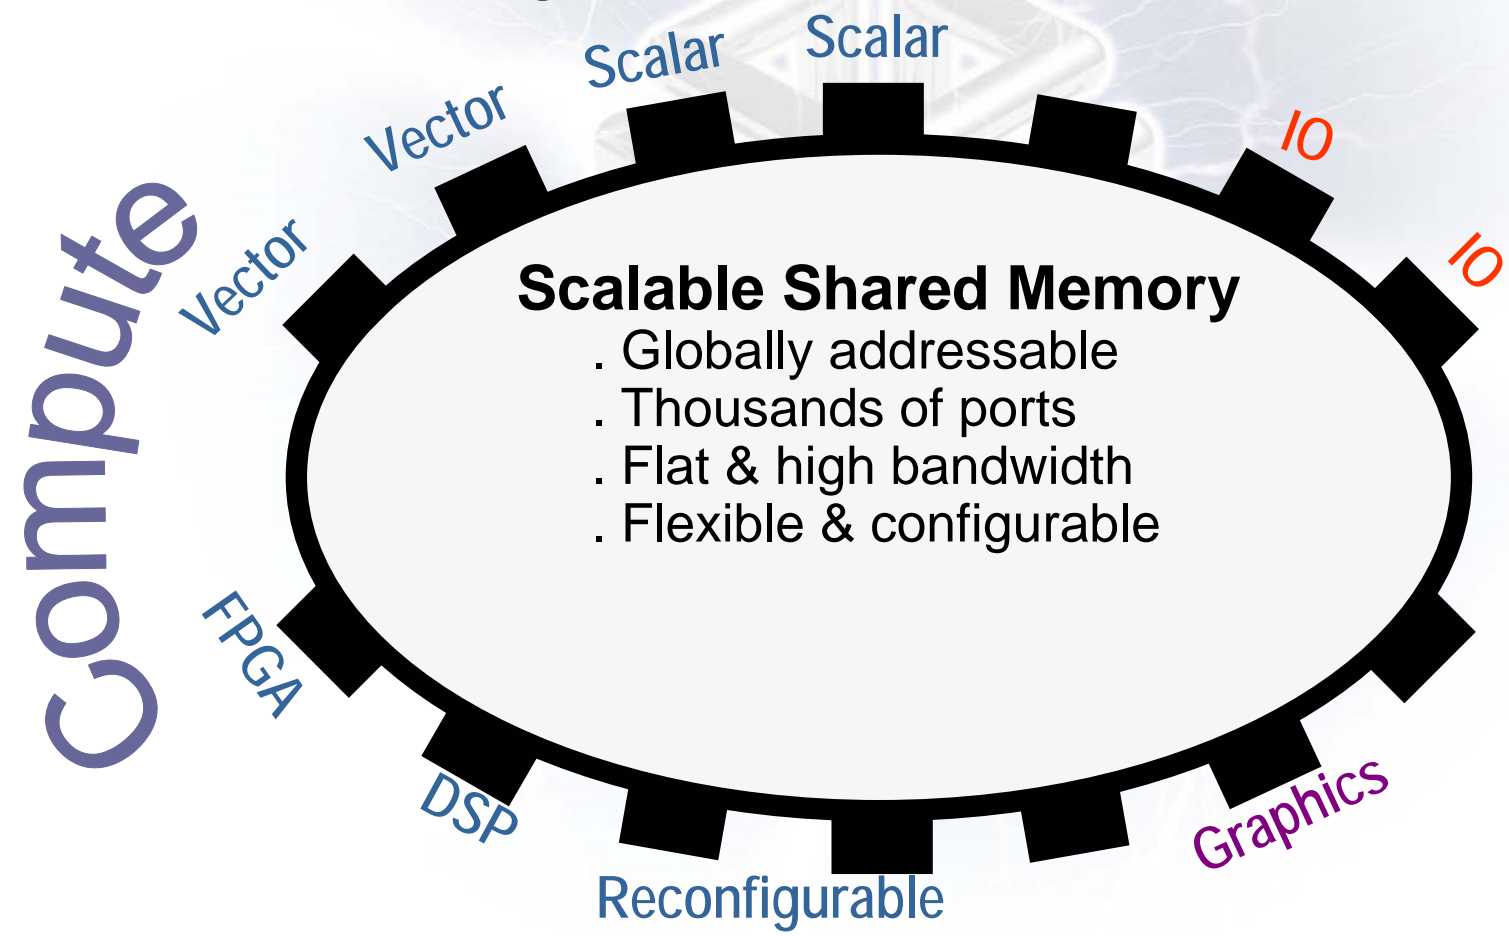 Scalar
Scalar
Vector
Vector
IO
IO
Compute
Scalable Shared Memory
. Globally addressable
. Thousands of ports
. Flat & high bandwidth
. Flexible & configurable
FPGA
DSP
Reconfigurable
Graphics